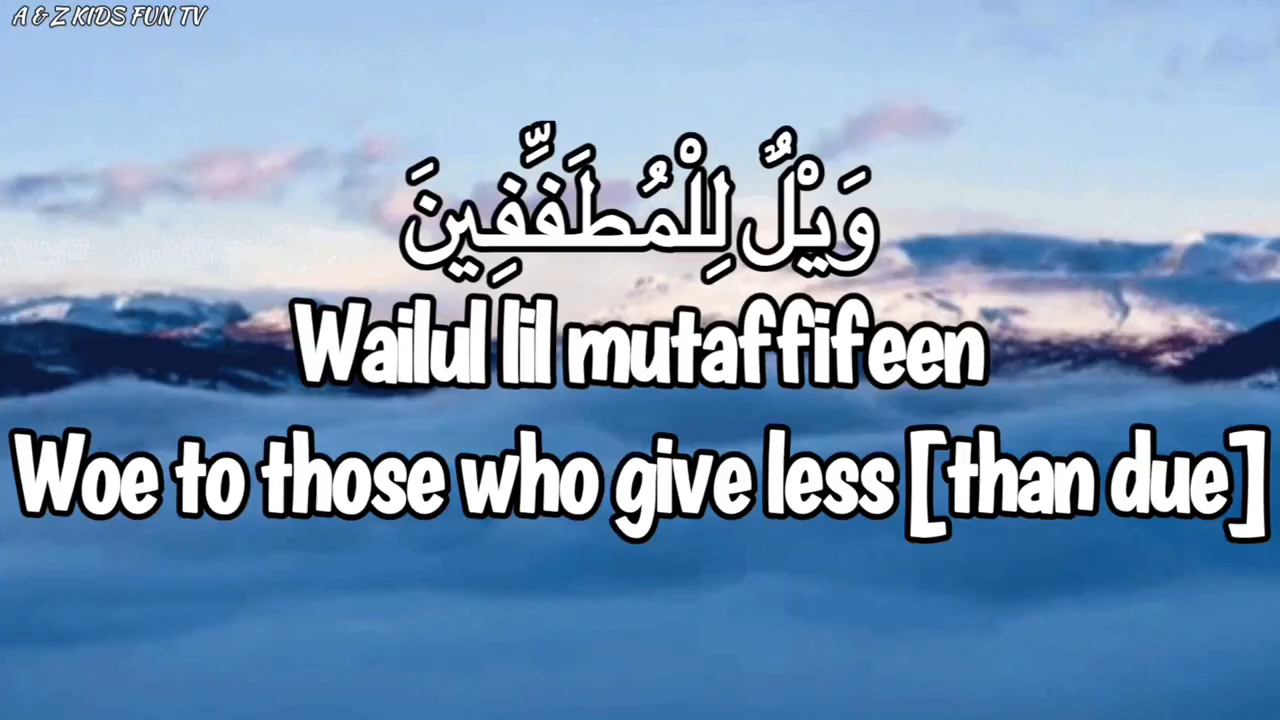 A & Z KIDS FUN TV
وَيْلٌ لِلْمُطَفِّفِينَ
Wailul lil mutaffifeen
Woe to those who give less [than due]